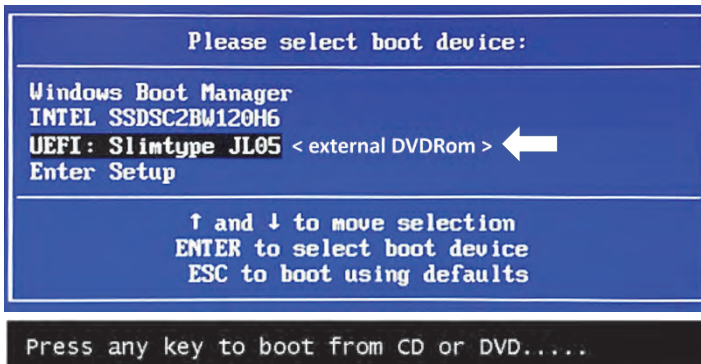 Please select boot device:
Windows Boot Manager
INTEL SSDSC2BW120H6
UEFI: Slimtype JL05 < external DVDRom >
Enter Setup
↑ and ↓ to move selection
ENTER to select boot device
ESC to boot using defaults
Press any key to boot from CD or DVD.....